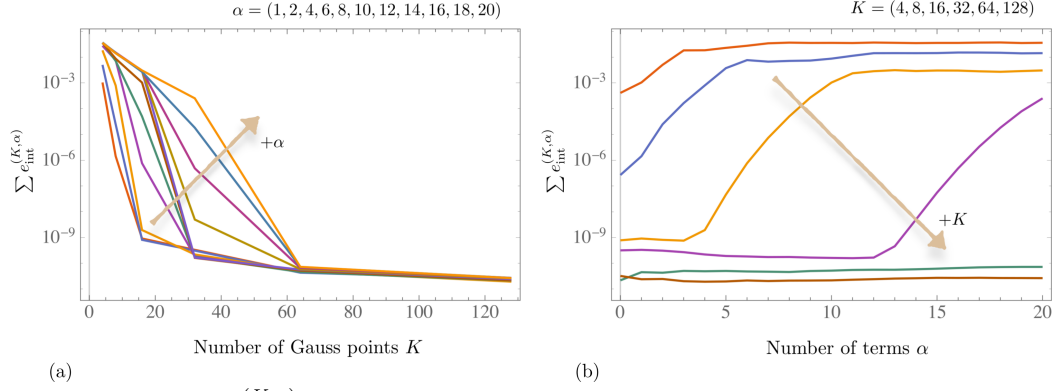 α = (1, 2, 4, 6, 8, 10, 12, 14, 16, 18, 20)
10⁻³
10⁻⁶
10⁻⁹
∑ e_int^(K,α)
+α
0 20 40 60 80 100 120
Number of Gauss points K
(a)
K = (4, 8, 16, 32, 64, 128)
10⁻³
10⁻⁶
10⁻⁹
∑ e_int^(K,α)
+K
0 5 10 15 20
Number of terms α
(b)